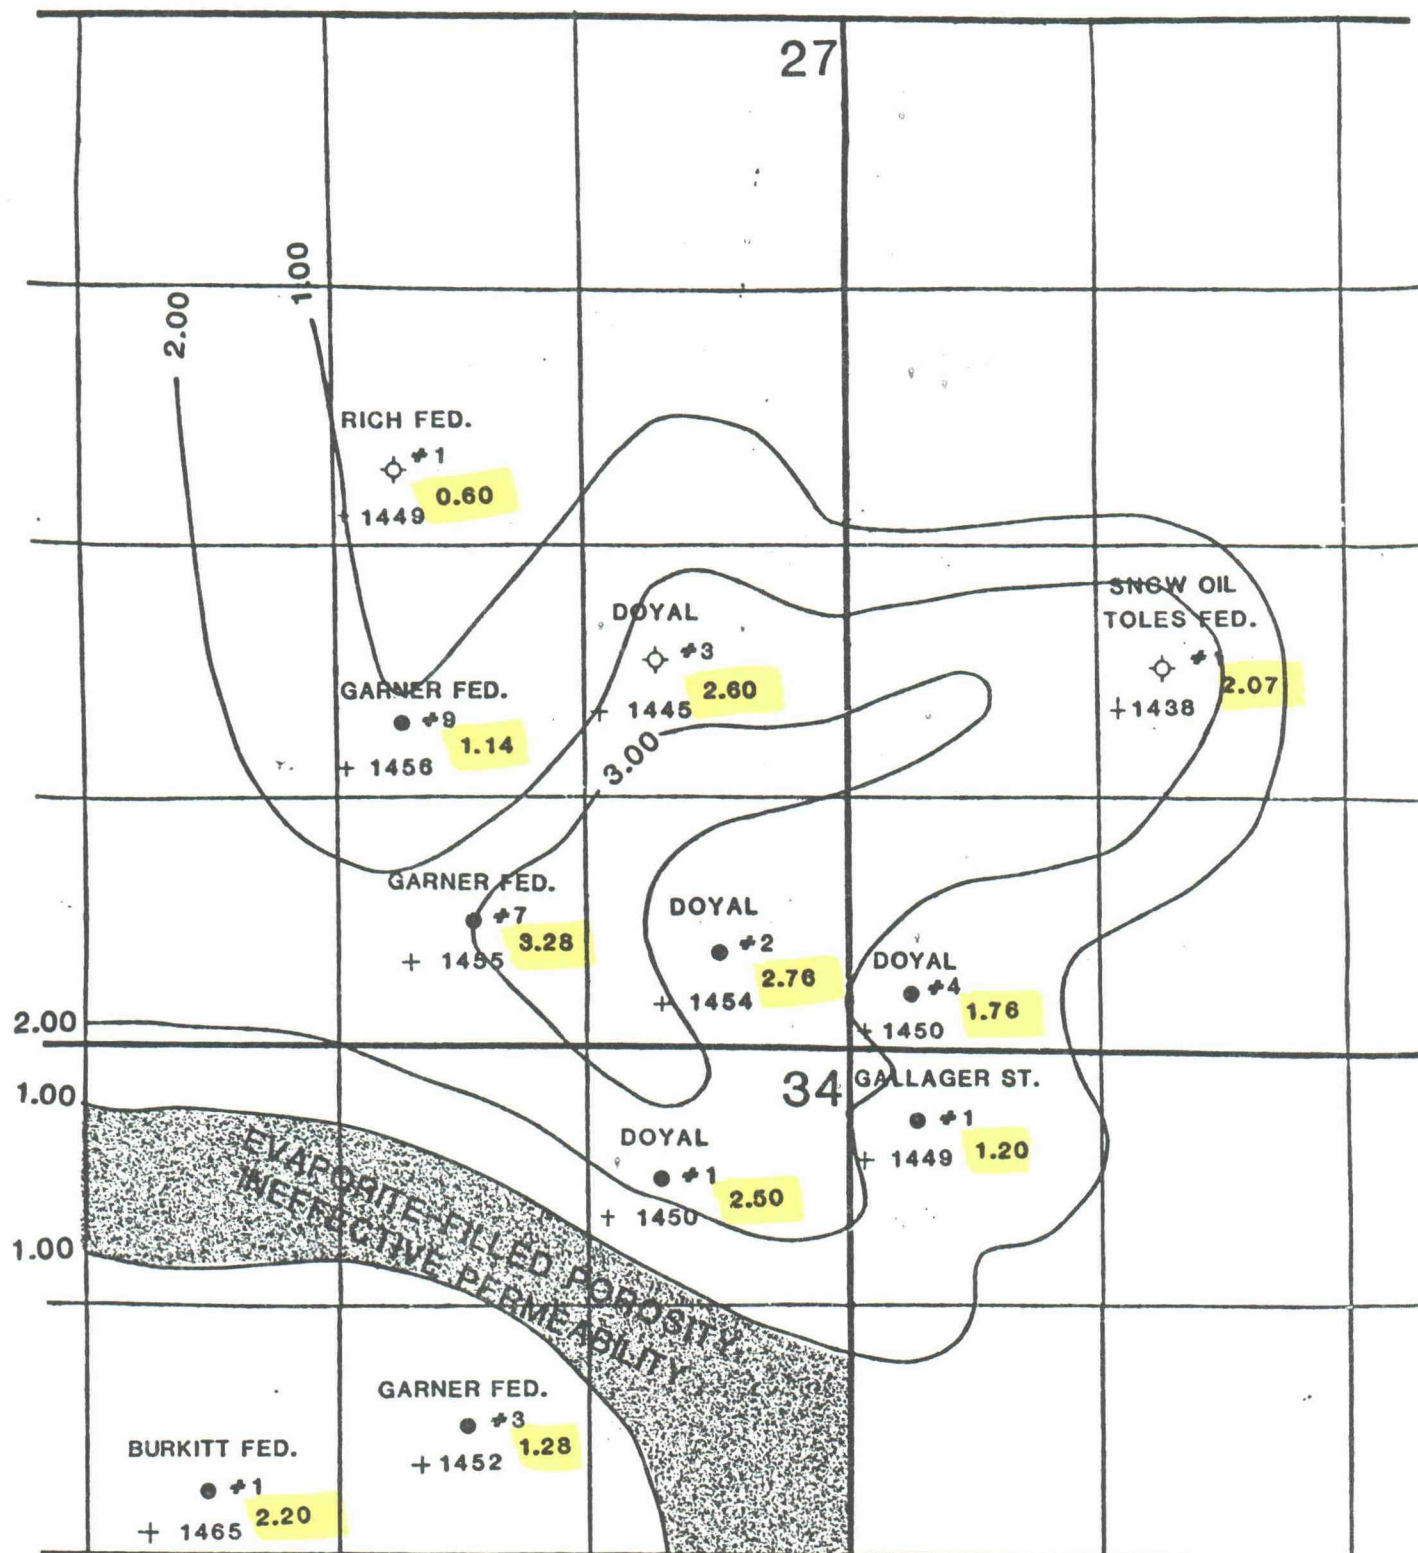 27
1.00
2.00
RICH FED.
#1
0.60
+ 1449
SNOW OIL
TOLES FED.
DOYAL
#3
2.60
+ 1445
2.07
+ 1438
GARNER FED.
#9
1.14
+ 1456
3.00
GARNER FED.
#7
3.28
+ 1455
DOYAL
#2
2.76
+ 1454
DOYAL
#4
1.76
+ 1450
2.00
34
GALLAGER ST.
#1
1.20
+ 1449
1.00
DOYAL
#1
2.50
+ 1450
EVAPORITE-FILLED POROSITY
INEFFECTIVE PERMEABILITY
1.00
GARNER FED.
#3
1.28
+ 1452
BURKITT FED.
#1
2.20
+ 1465